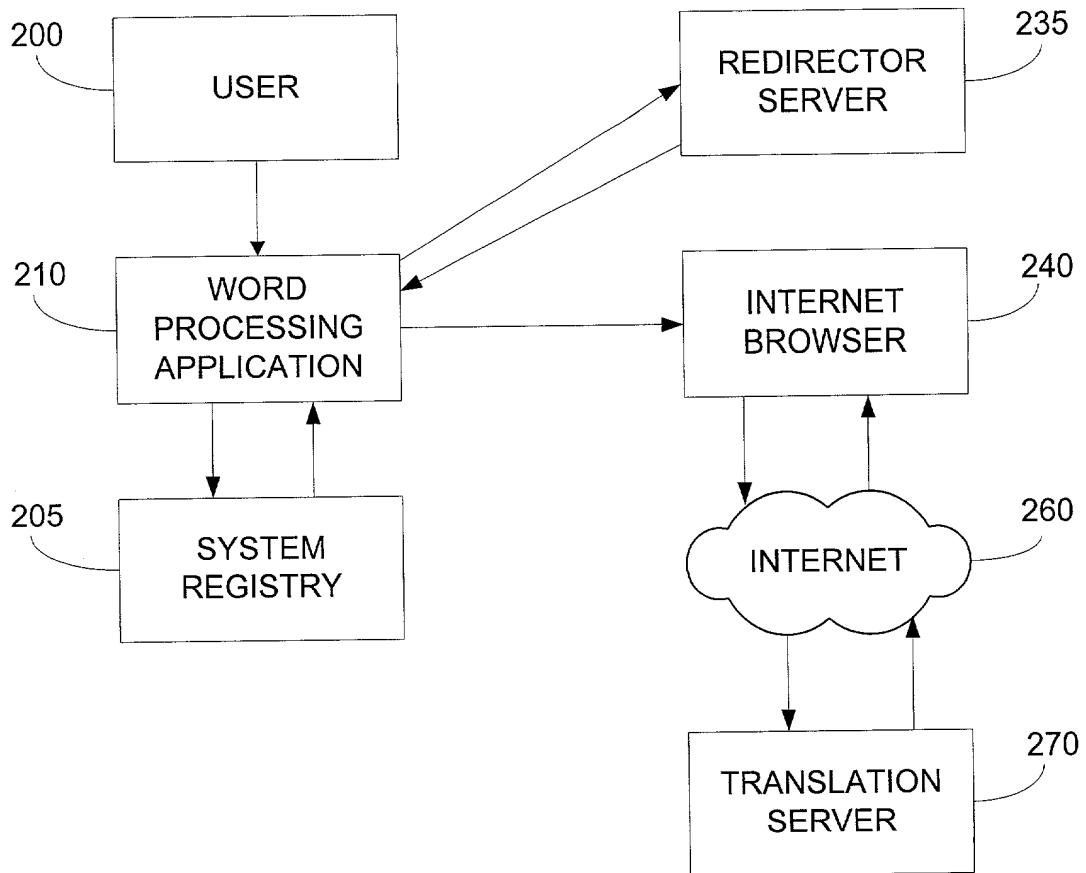 200
USER
235
REDIRECTOR
SERVER
210
WORD
PROCESSING
APPLICATION
240
INTERNET
BROWSER
205
SYSTEM
REGISTRY
260
INTERNET
270
TRANSLATION
SERVER